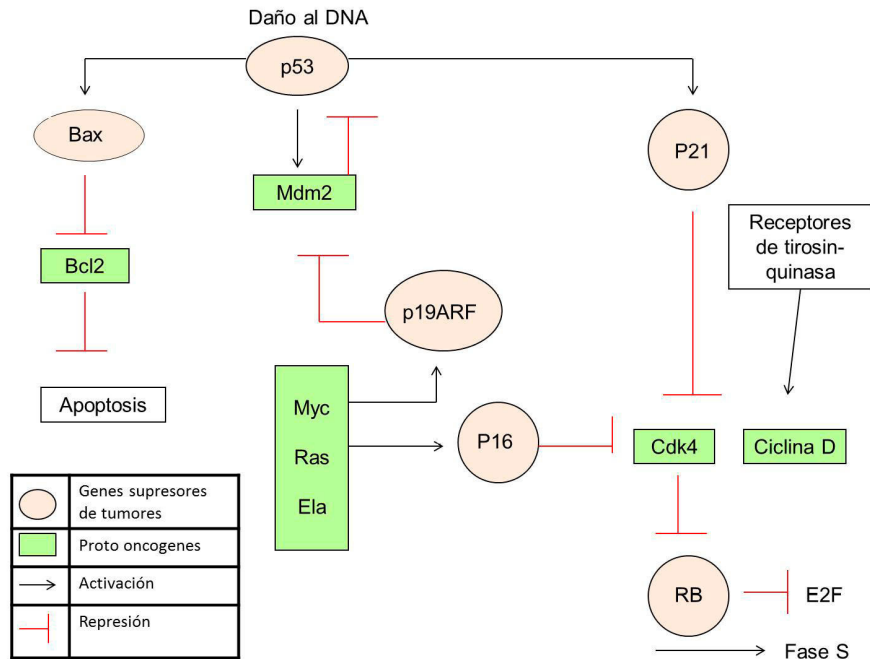 Daño al DNA
p53
Bax
P21
Mdm2
Receptores
de tirosin-
quinasa
Bcl2
p19ARF
Apoptosis
Myc
Ras
Ela
P16
Cdk4
Ciclina D
Genes supresores
de tumores
Proto oncogenes
Activación
Represión
RB
E2F
Fase S